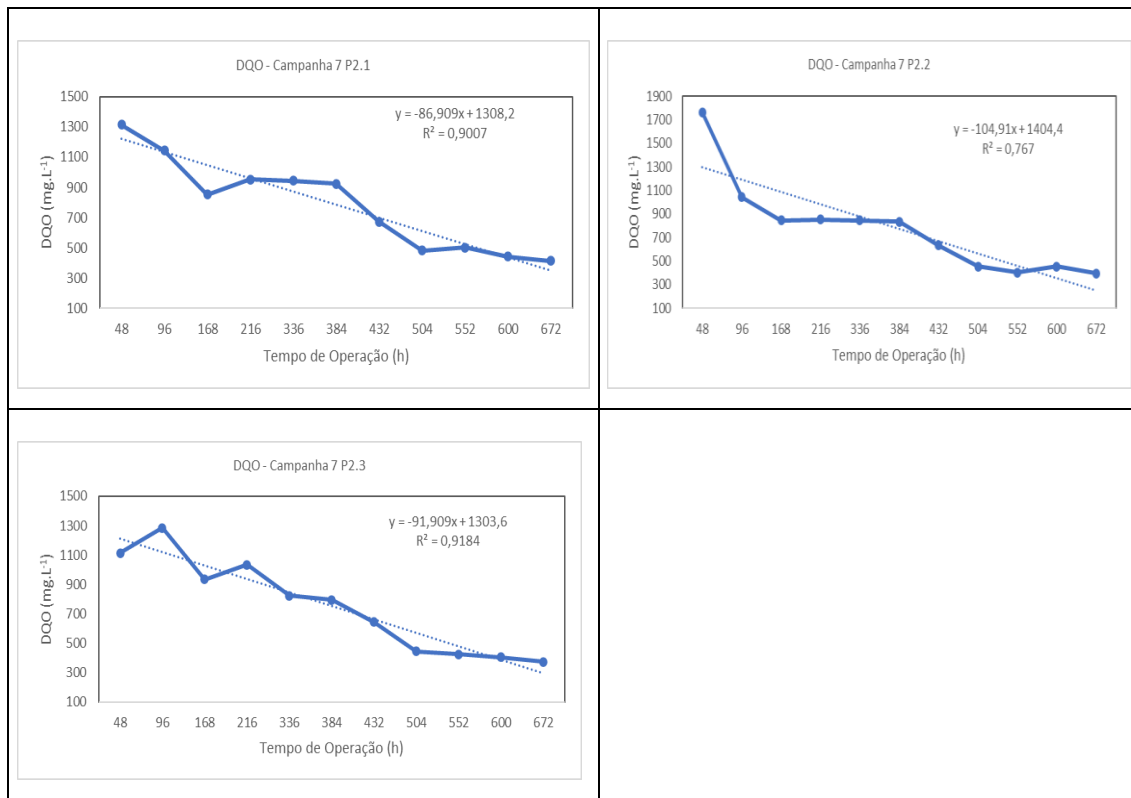 DQO - Campanha 7 P2.1
y = -86,909x + 1308,2
R² = 0,9007
DQO (mg.L⁻¹)
1500
1300
1100
900
700
500
300
100
48 96 168 216 336 384 432 504 552 600 672
Tempo de Operação (h)
DQO - Campanha 7 P2.2
y = -104,91x + 1404,4
R² = 0,767
DQO (mg.L⁻¹)
1900
1700
1500
1300
1100
900
700
500
300
100
48 96 168 216 336 384 432 504 552 600 672
Tempo de Operação (h)
DQO - Campanha 7 P2.3
y = -91,909x + 1303,6
R² = 0,9184
DQO (mg.L⁻¹)
1500
1300
1100
900
700
500
300
100
48 96 168 216 336 384 432 504 552 600 672
Tempo de Operação (h)